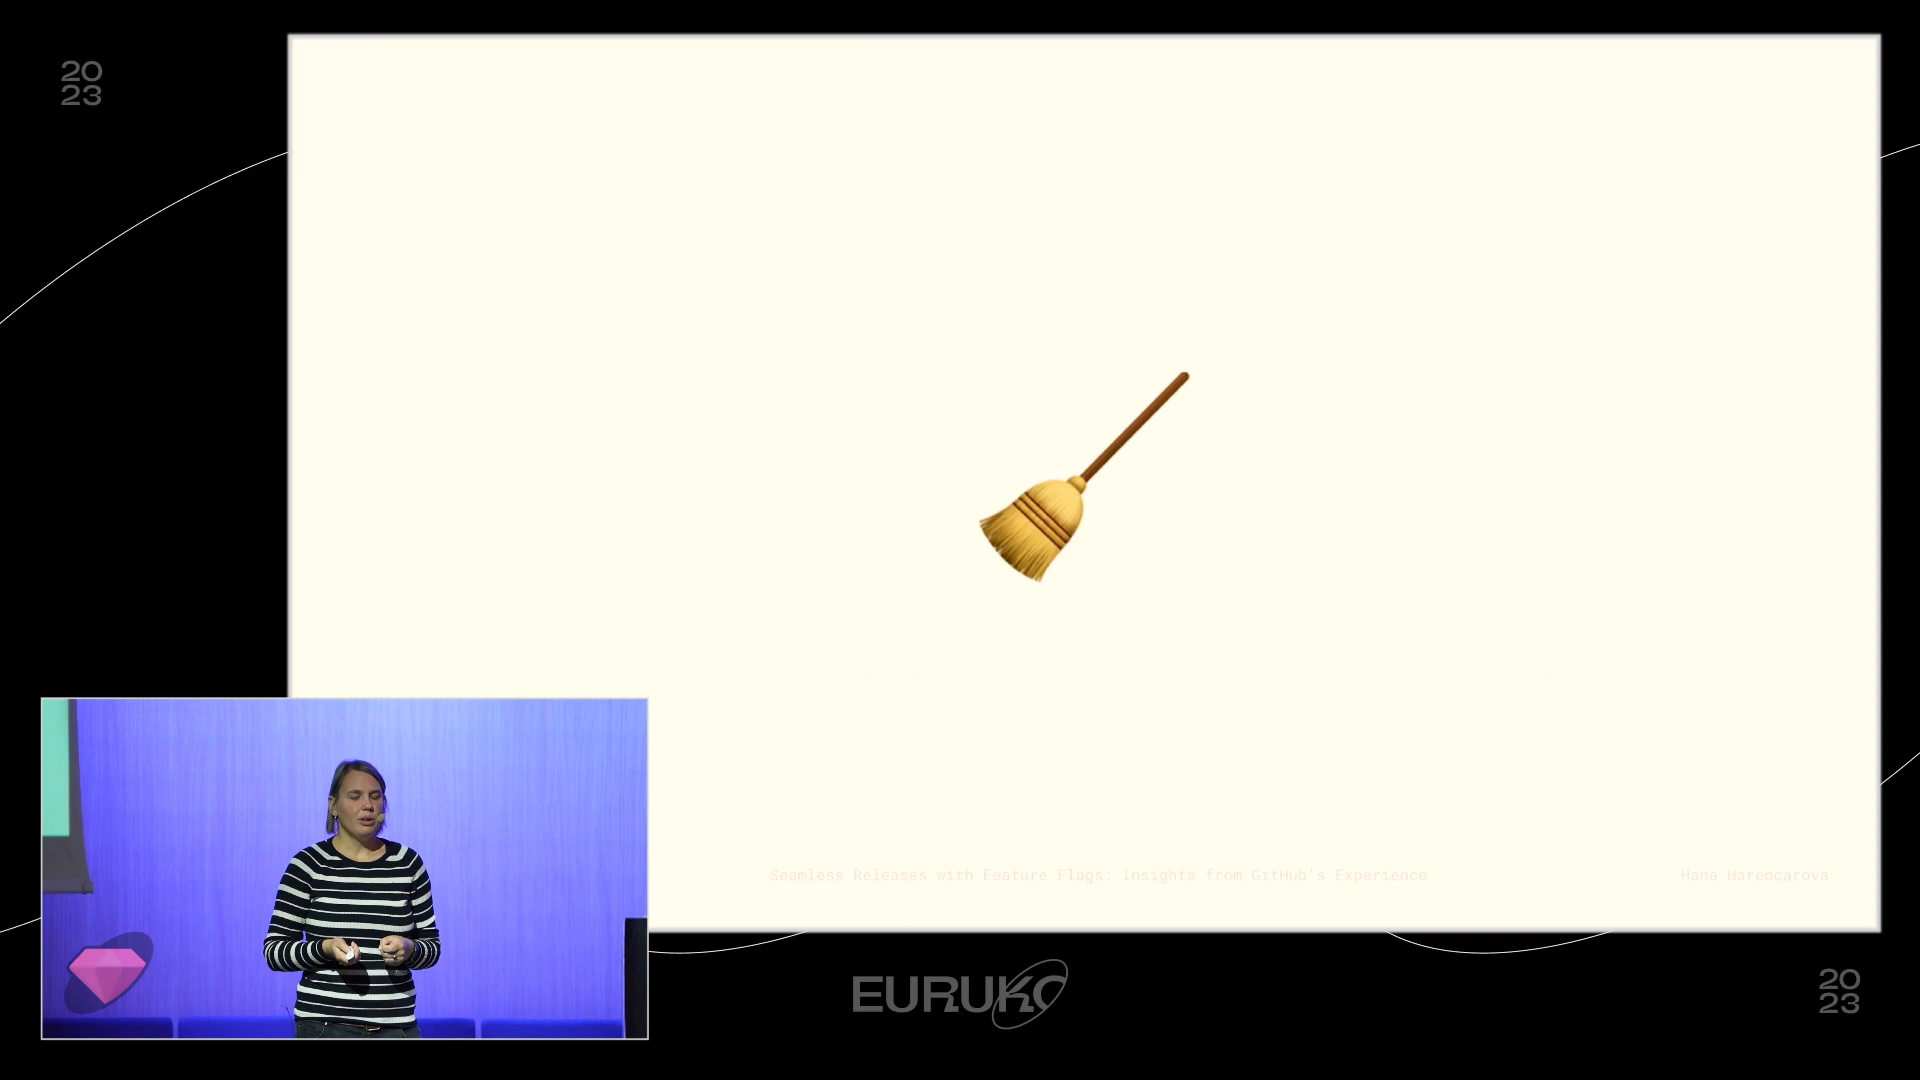 20
23
Seamless Releases with Feature Flags: Insights from GitHub's Experience
Hana Harencarova
EURUKO
20
23